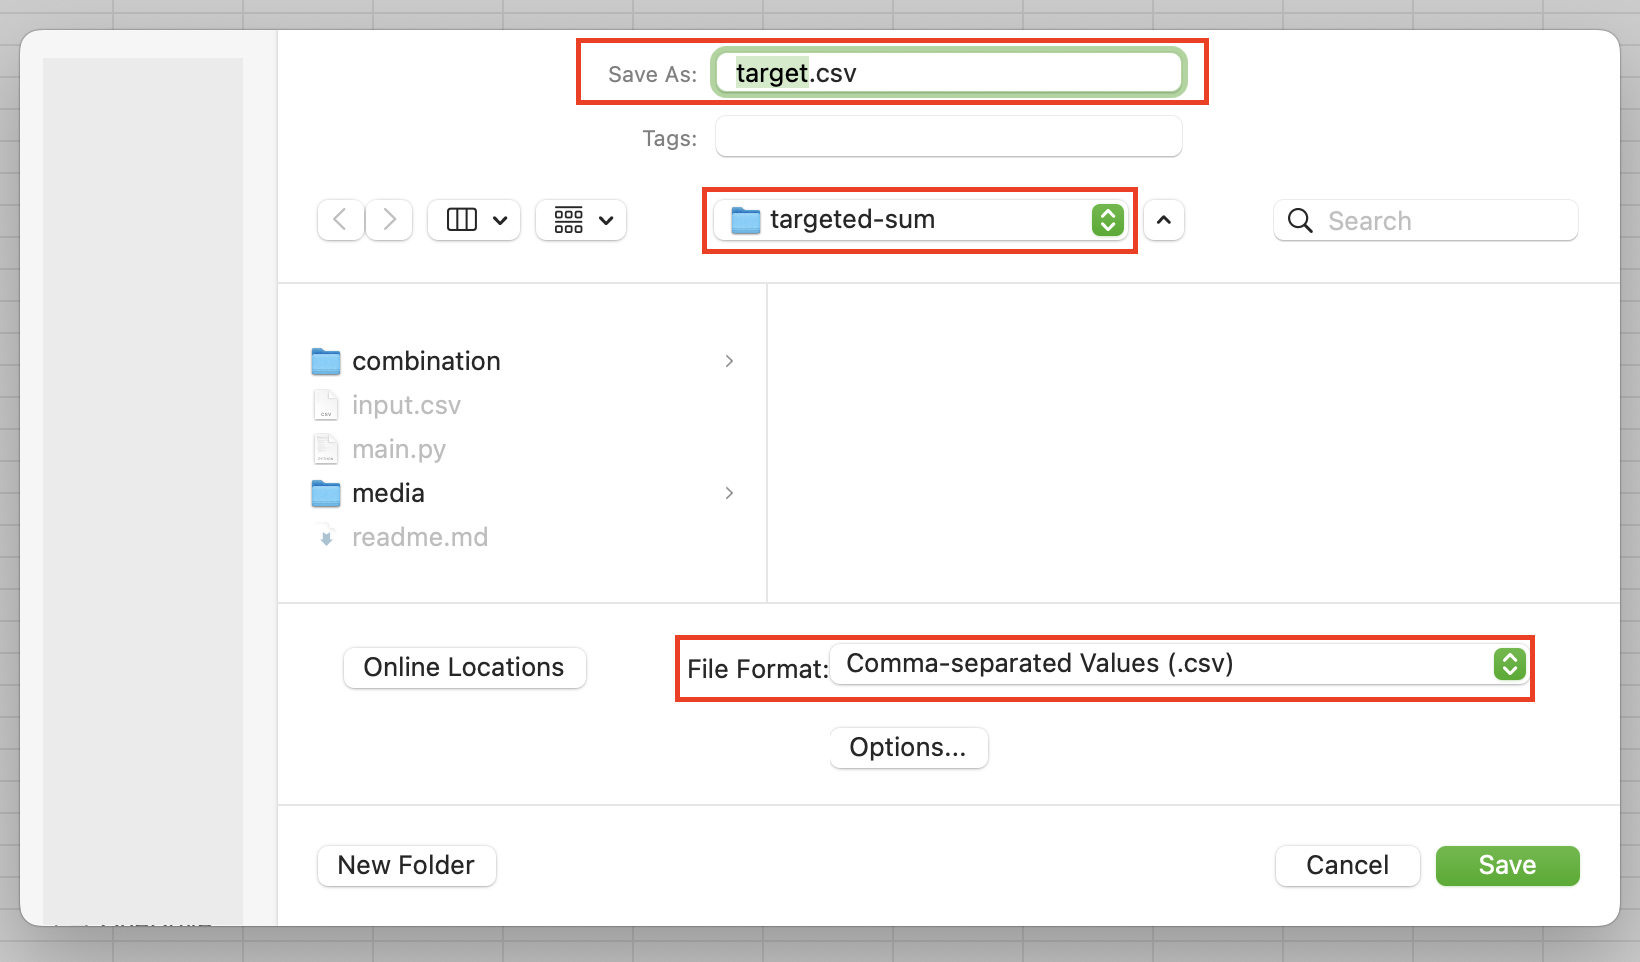 Save As: target.csv
Tags:
targeted-sum
Search
combination
input.csv
main.py
media
readme.md
Online Locations
File Format: Comma-separated Values (.csv)
Options...
New Folder
Cancel
Save